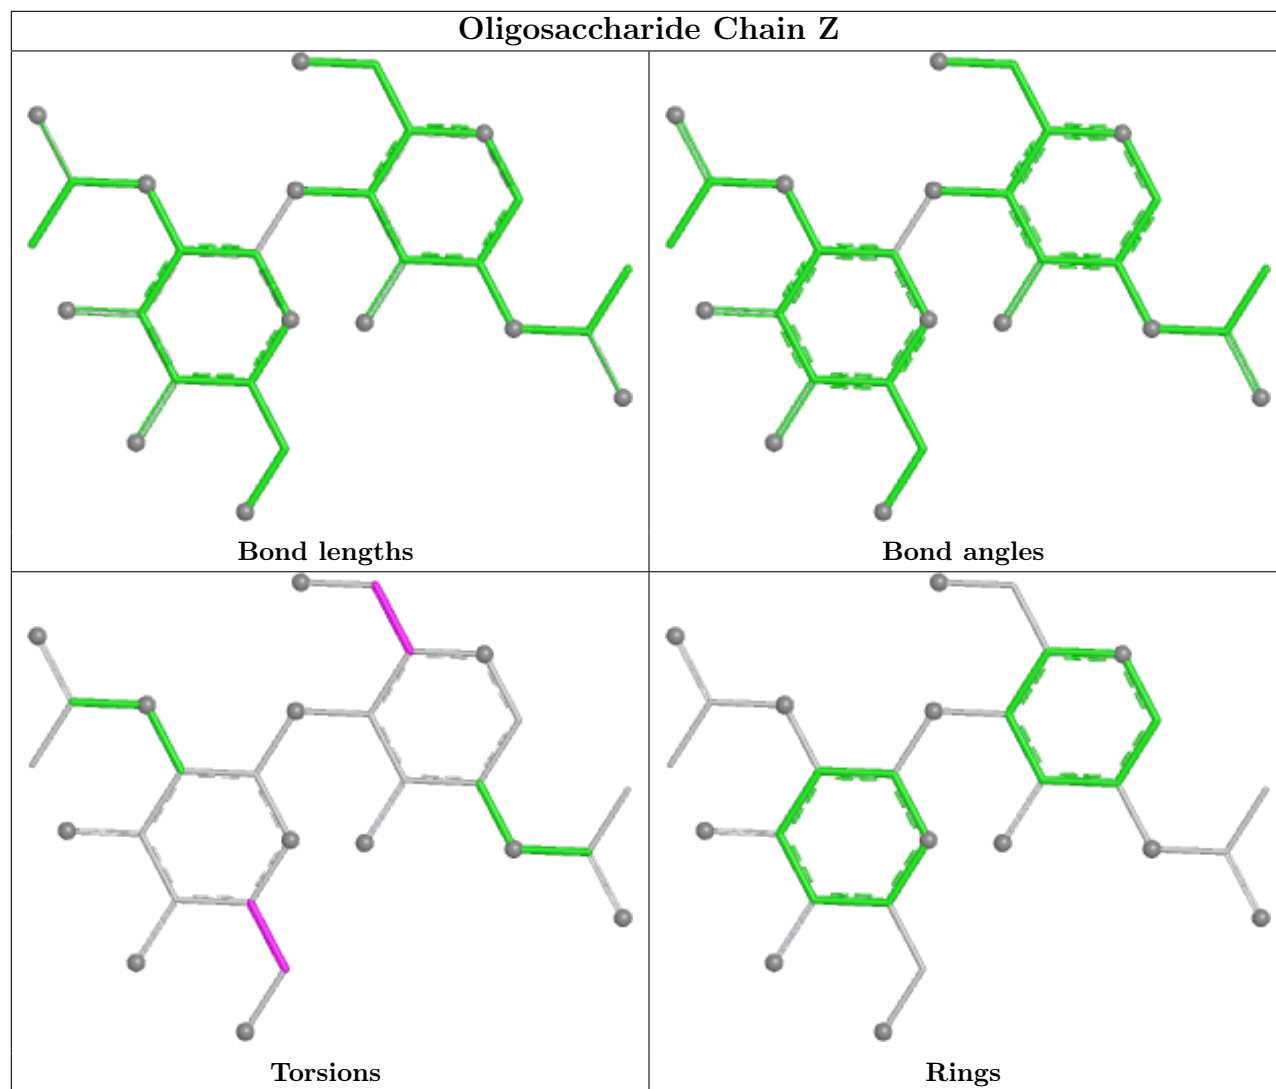 Oligosaccharide Chain Z
Bond lengths
Bond angles
Torsions
Rings